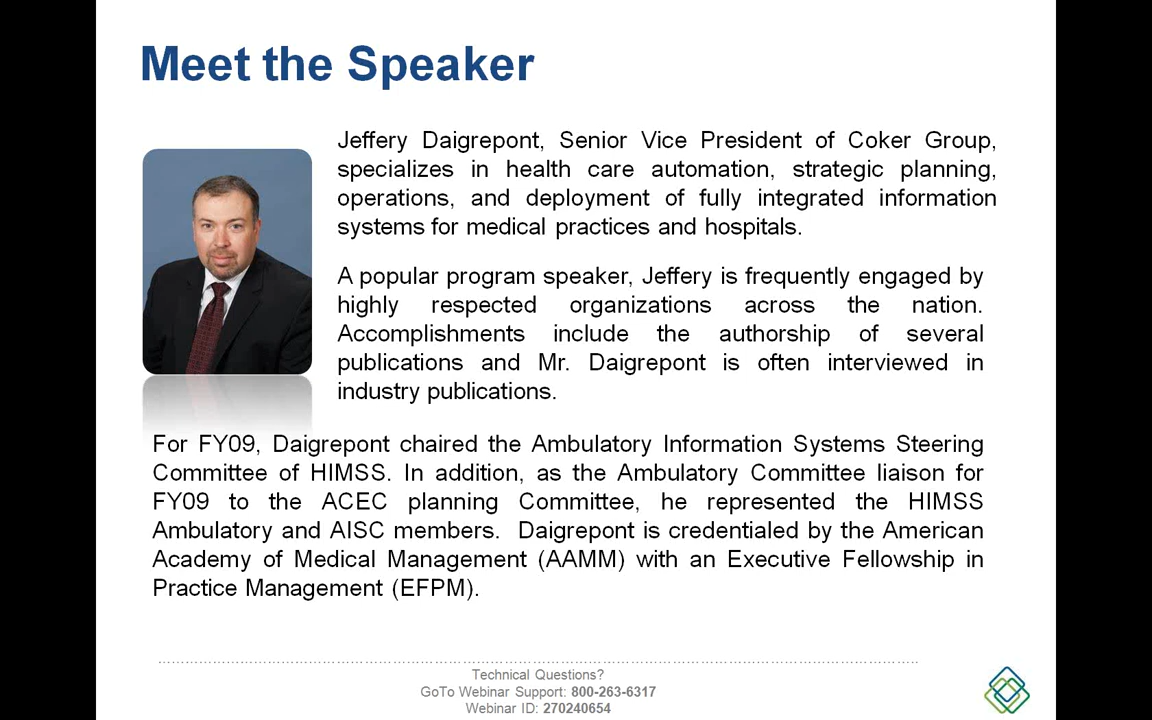 Meet the Speaker
Jeffery Daigrepont, Senior Vice President of Coker Group,
specializes in health care automation, strategic planning,
operations, and deployment of fully integrated information
systems for medical practices and hospitals.
A popular program speaker, Jeffery is frequently engaged by
highly respected organizations across the nation.
Accomplishments include the authorship of several
publications and Mr. Daigrepont is often interviewed in
industry publications.
For FY09, Daigrepont chaired the Ambulatory Information Systems Steering
Committee of HIMSS. In addition, as the Ambulatory Committee liaison for
FY09 to the ACEC planning Committee, he represented the HIMSS
Ambulatory and AISC members. Daigrepont is credentialed by the American
Academy of Medical Management (AAMM) with an Executive Fellowship in
Practice Management (EFPM).
Technical Questions?
GoTo Webinar Support: 800-263-6317
Webinar ID: 270240654